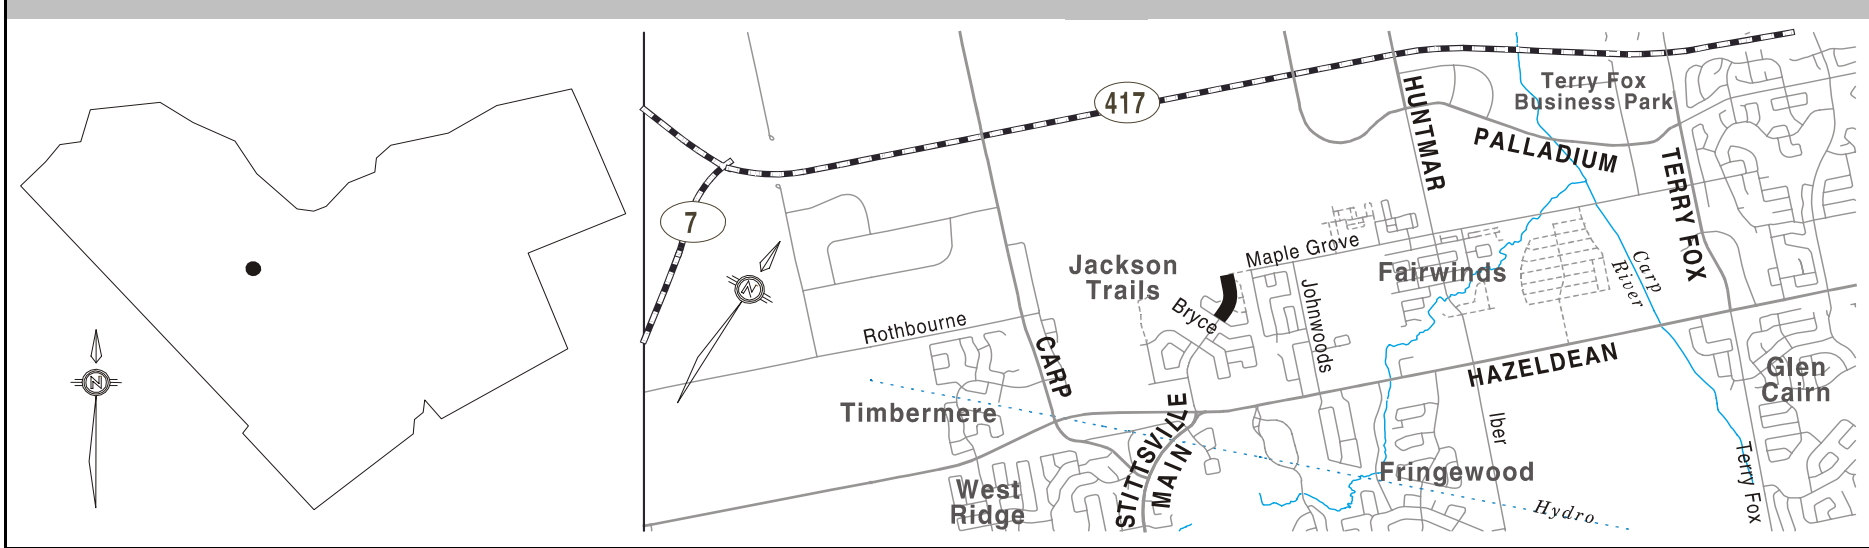 417
HUNTMAR
Terry Fox
Business Park
PALLADIUM
TERRY FOX
7
N
N
Jackson
Trails
Maple Grove
Fairwinds
Carp
River
Bryce
Johnwoods
Rothbourne
CARP
HAZELDEAN
Glen
Cairn
Timbermere
STITTSVILLE
MAIN
Iber
Fringewood
Terry Fox
West
Ridge
Hydro